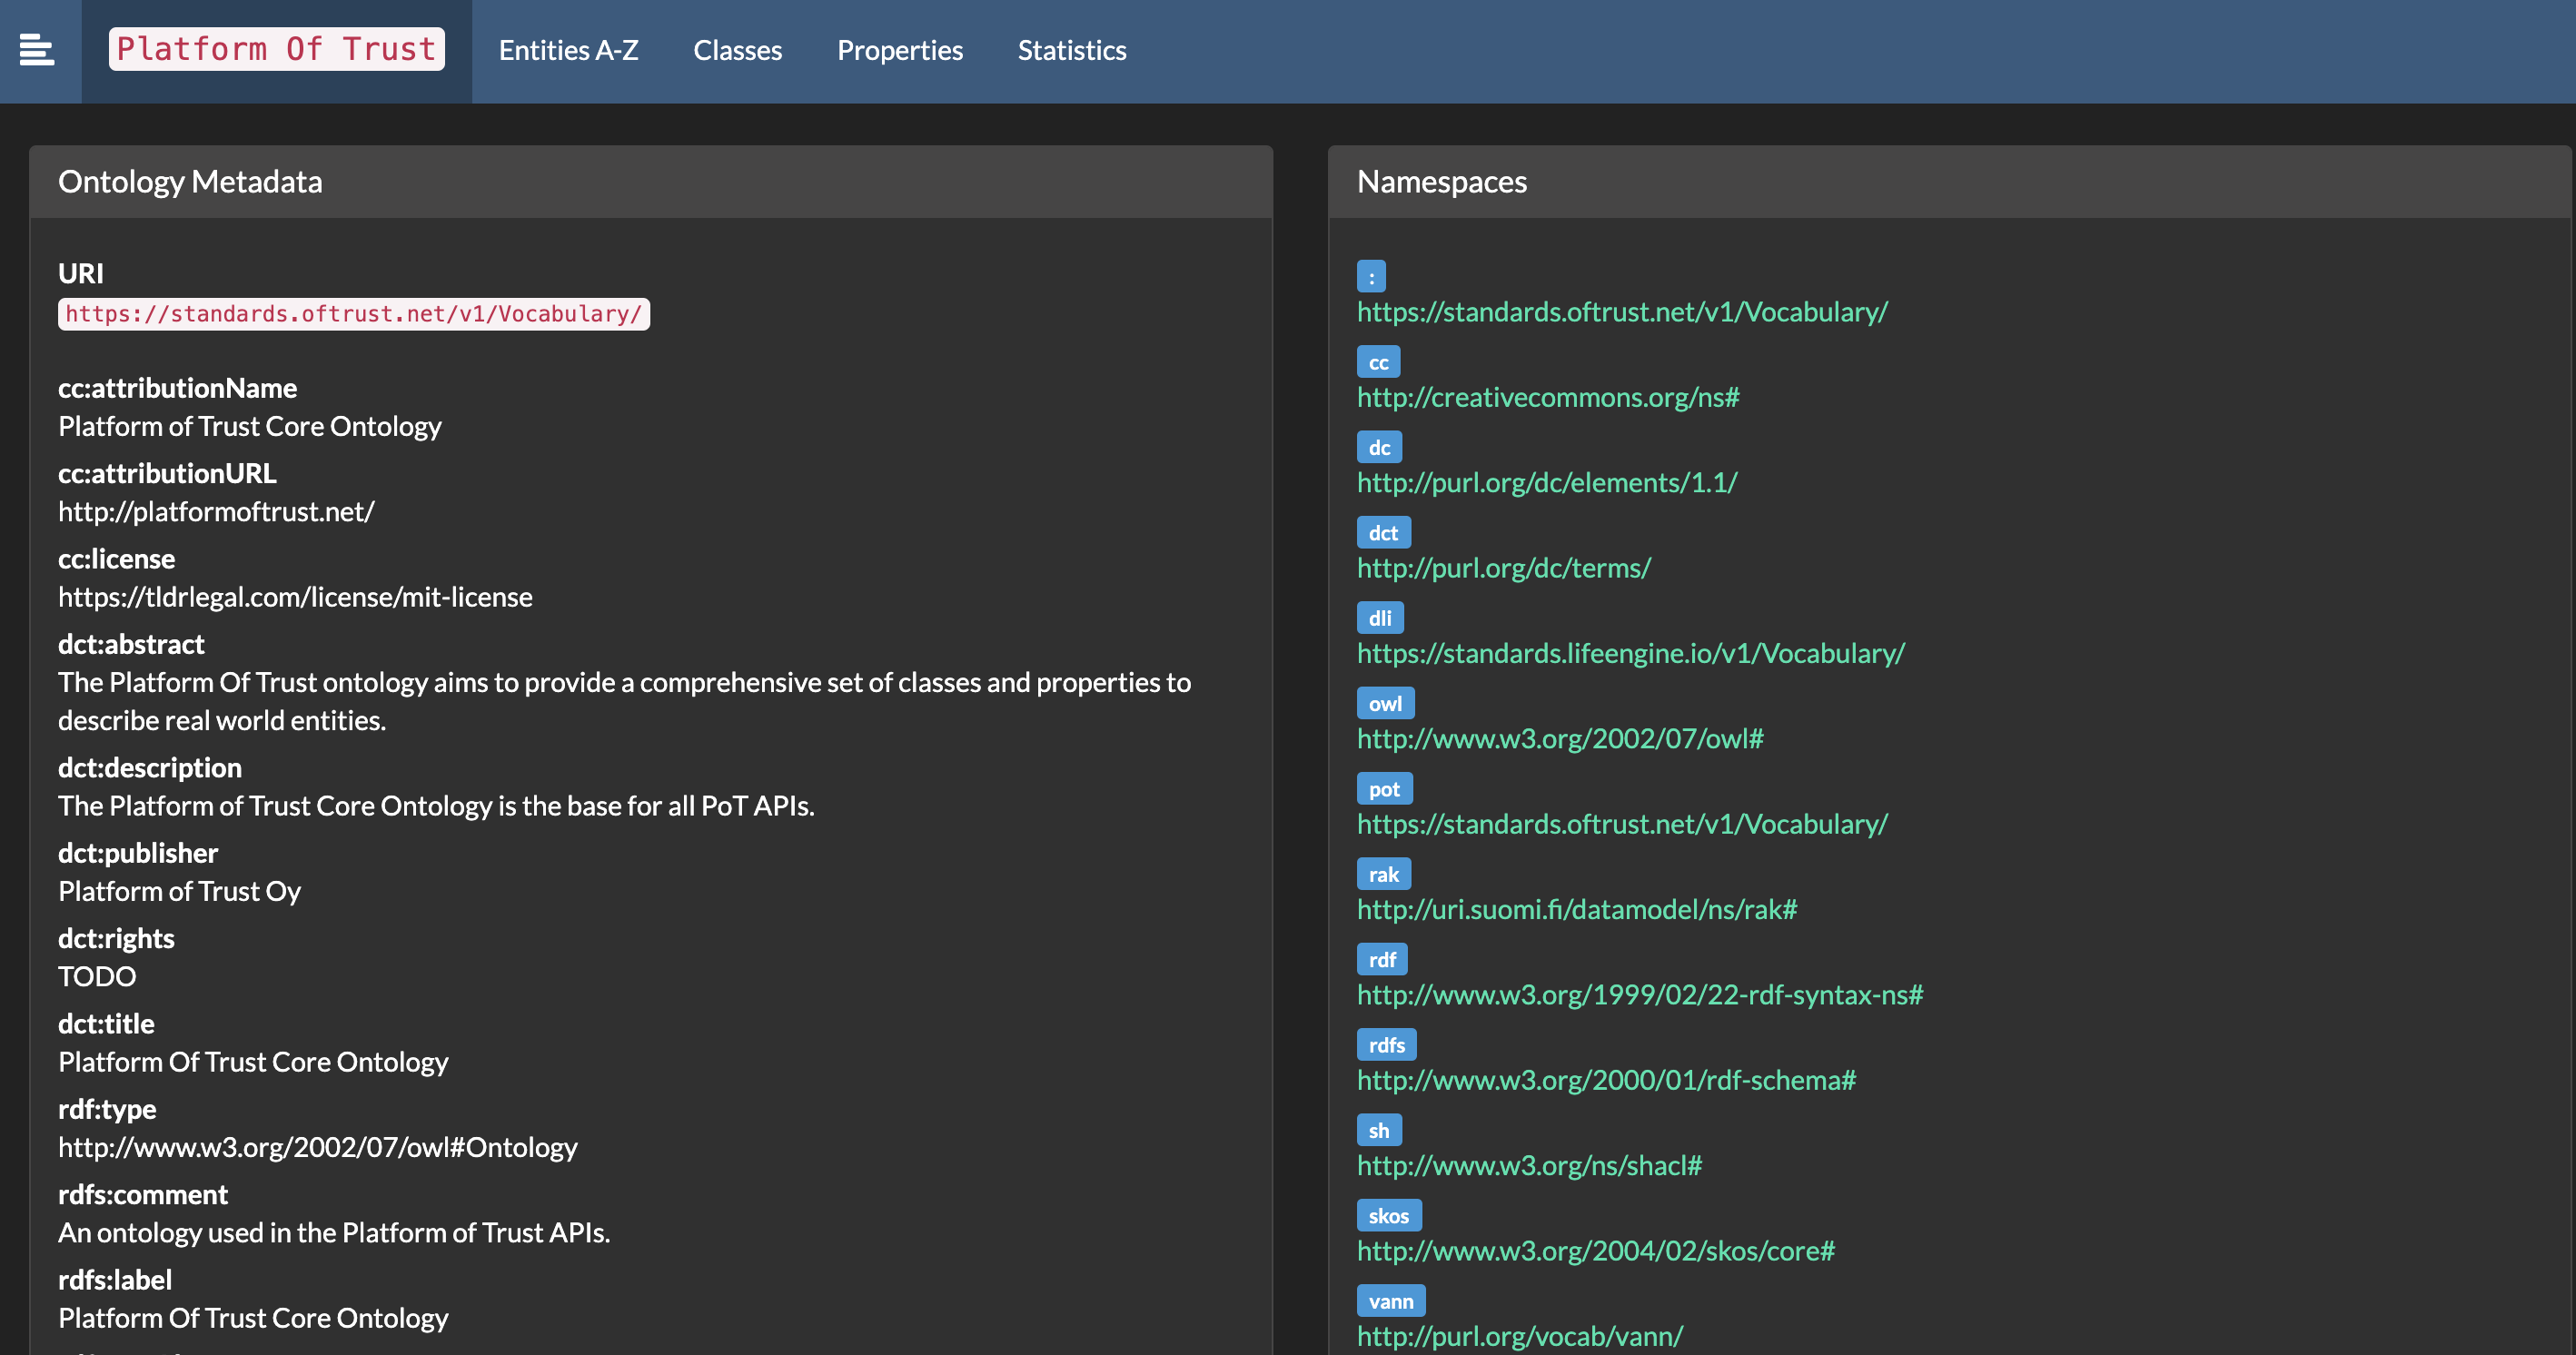 Platform Of Trust
Entities A-Z
Classes
Properties
Statistics
Ontology Metadata
URI
https://standards.oftrust.net/v1/Vocabulary/
cc:attributionName
Platform of Trust Core Ontology
cc:attributionURL
http://platformoftrust.net/
cc:license
https://tldrlegal.com/license/mit-license
dct:abstract
The Platform Of Trust ontology aims to provide a comprehensive set of classes and properties to
describe real world entities.
dct:description
The Platform of Trust Core Ontology is the base for all PoT APIs.
dct:publisher
Platform of Trust Oy
dct:rights
TODO
dct:title
Platform Of Trust Core Ontology
rdf:type
http://www.w3.org/2002/07/owl#Ontology
rdfs:comment
An ontology used in the Platform of Trust APIs.
rdfs:label
Platform Of Trust Core Ontology
Namespaces
:
https://standards.oftrust.net/v1/Vocabulary/
cc
http://creativecommons.org/ns#
dc
http://purl.org/dc/elements/1.1/
dct
http://purl.org/dc/terms/
dli
https://standards.lifeengine.io/v1/Vocabulary/
owl
http://www.w3.org/2002/07/owl#
pot
https://standards.oftrust.net/v1/Vocabulary/
rak
http://uri.suomi.fi/datamodel/ns/rak#
rdf
http://www.w3.org/1999/02/22-rdf-syntax-ns#
rdfs
http://www.w3.org/2000/01/rdf-schema#
sh
http://www.w3.org/ns/shacl#
skos
http://www.w3.org/2004/02/skos/core#
vann
http://purl.org/vocab/vann/